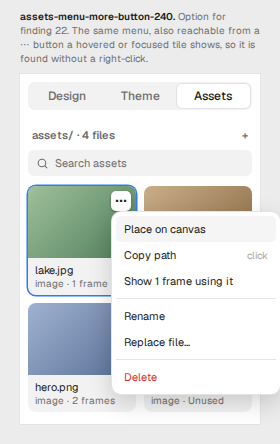 assets-menu-more-button-240. Option for
finding 22. The same menu, also reachable from a
··· button a hovered or focused tile shows, so it is
found without a right-click.
Design Theme Assets
assets/ · 4 files +
Search assets
···
lake.jpg
image · 1 frame
Place on canvas
Copy path click
Show 1 frame using it
Rename
Replace file...
Delete
hero.png
image · 2 frames
image · Unused